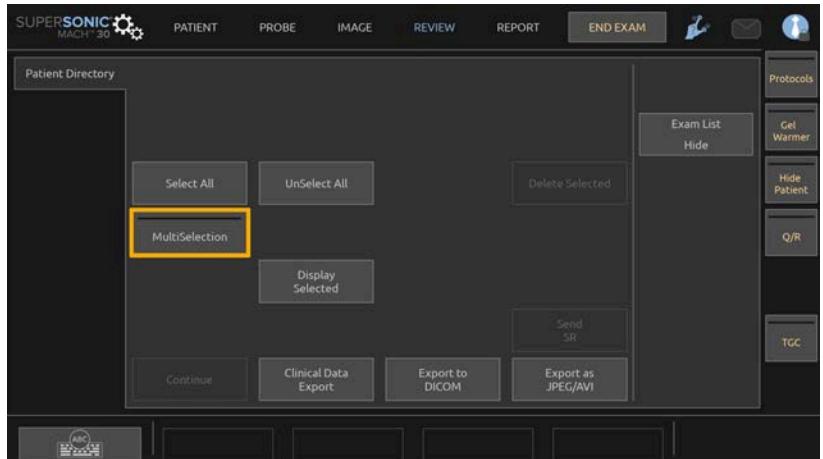 SUPERSONIC
MACH™ 30
PATIENT
PROBE
IMAGE
REVIEW
REPORT
END EXAM
Patient Directory
Protocols
Exam List
Hide
Gel
Warmer
Select All
UnSelect All
Delete Selected
Hide
Patient
MultiSelection
Q/R
Display
Selected
Send
SR
TGC
Continue
Clinical Data
Export
Export to
DICOM
Export as
JPEG/AVI
ABC